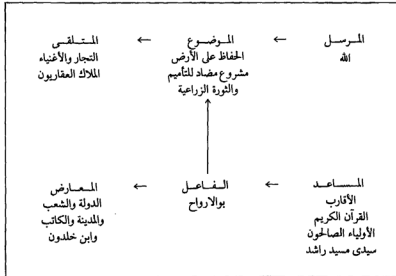 المرسل ← الموضوع ← المتلقى
الله
الحفاظ على الأرض
مشروع مضاد للتأميم
والثورة الزراعية
التجار والأغنياء
الملاك العقاريون
المساعد ← الفاعل ← المعارض
الأقارب
القرآن الكريم
الأولياء الصالحون
سيدى مسيد راشد
بوالارواح
الدولة والشعب
والمدينة والكاتب
وابن خلدون